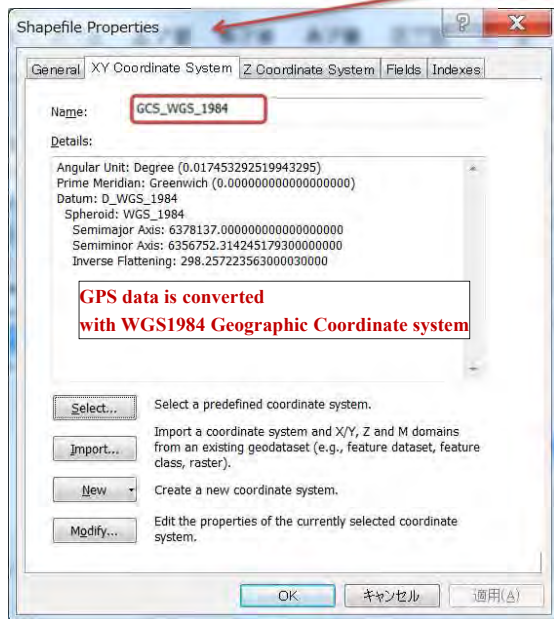 Shapefile Properties
General XY Coordinate System Z Coordinate System Fields Indexes
Name: GCS_WGS_1984
Details:
Angular Unit: Degree (0.017453292519943295)
Prime Meridian: Greenwich (0.000000000000000000)
Datum: D_WGS_1984
Spheroid: WGS_1984
Semimajor Axis: 6378137.000000000000000000
Semiminor Axis: 6356752.314245179300000000
Inverse Flattening: 298.257223563000030000
GPS data is converted
with WGS1984 Geographic Coordinate system
Select... Select a predefined coordinate system.
Import a coordinate system and X/Y, Z and M domains
Import... from an existing geodataset (e.g., feature dataset, feature
class, raster).
New Create a new coordinate system.
Edit the properties of the currently selected coordinate
Modify... system.
OK キャンセル 適用(A)